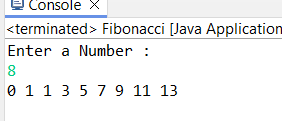 Console
<terminated> Fibonacci [Java Application
Enter a Number :
8
0 1 1 3 5 7 9 11 13